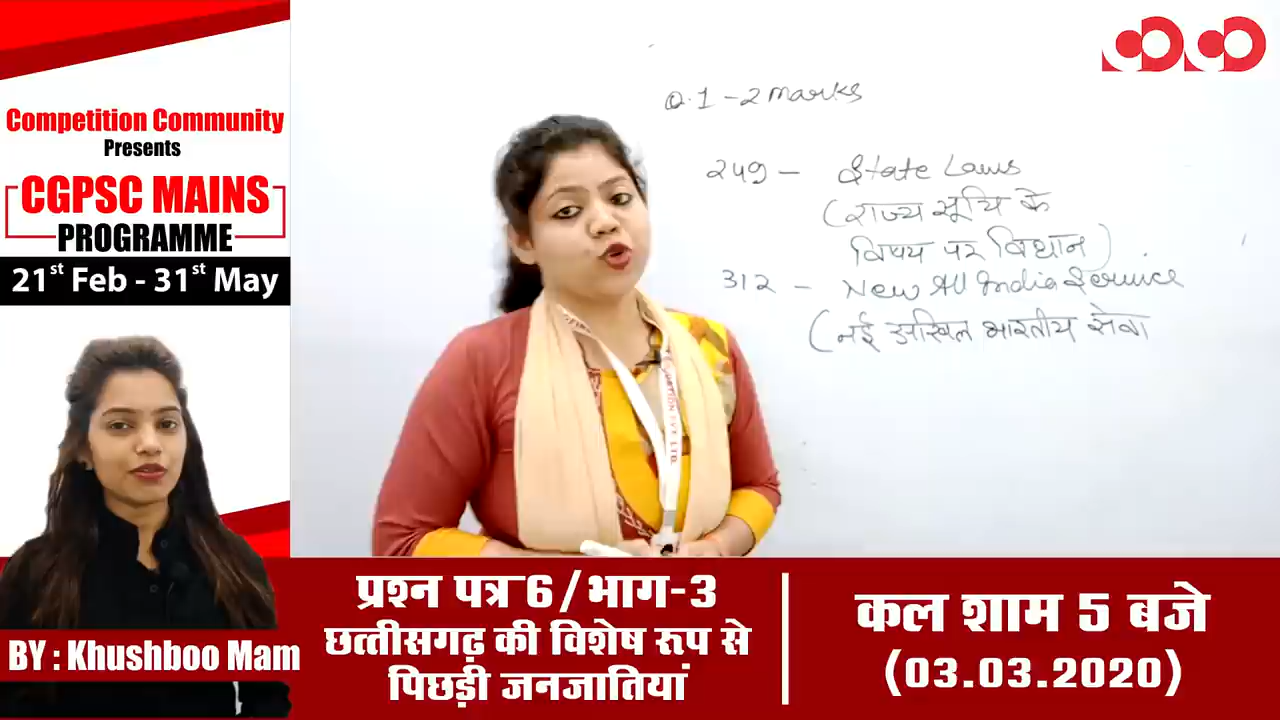 Competition Community
Presents
CGPSC MAINS
PROGRAMME
21st Feb - 31st May
BY : Khushboo Mam
Q.1 - 2 marks
249 - State Laws
(राज्य सूचि के
विषय पर विधान)
312 - New All India Service
(नई अखिल भारतीय सेवा
प्रश्न पत्र 6 / भाग-3
छत्तीसगढ़ की विशेष रूप से
पिछड़ी जनजातियां
कल शाम 5 बजे
(03.03.2020)